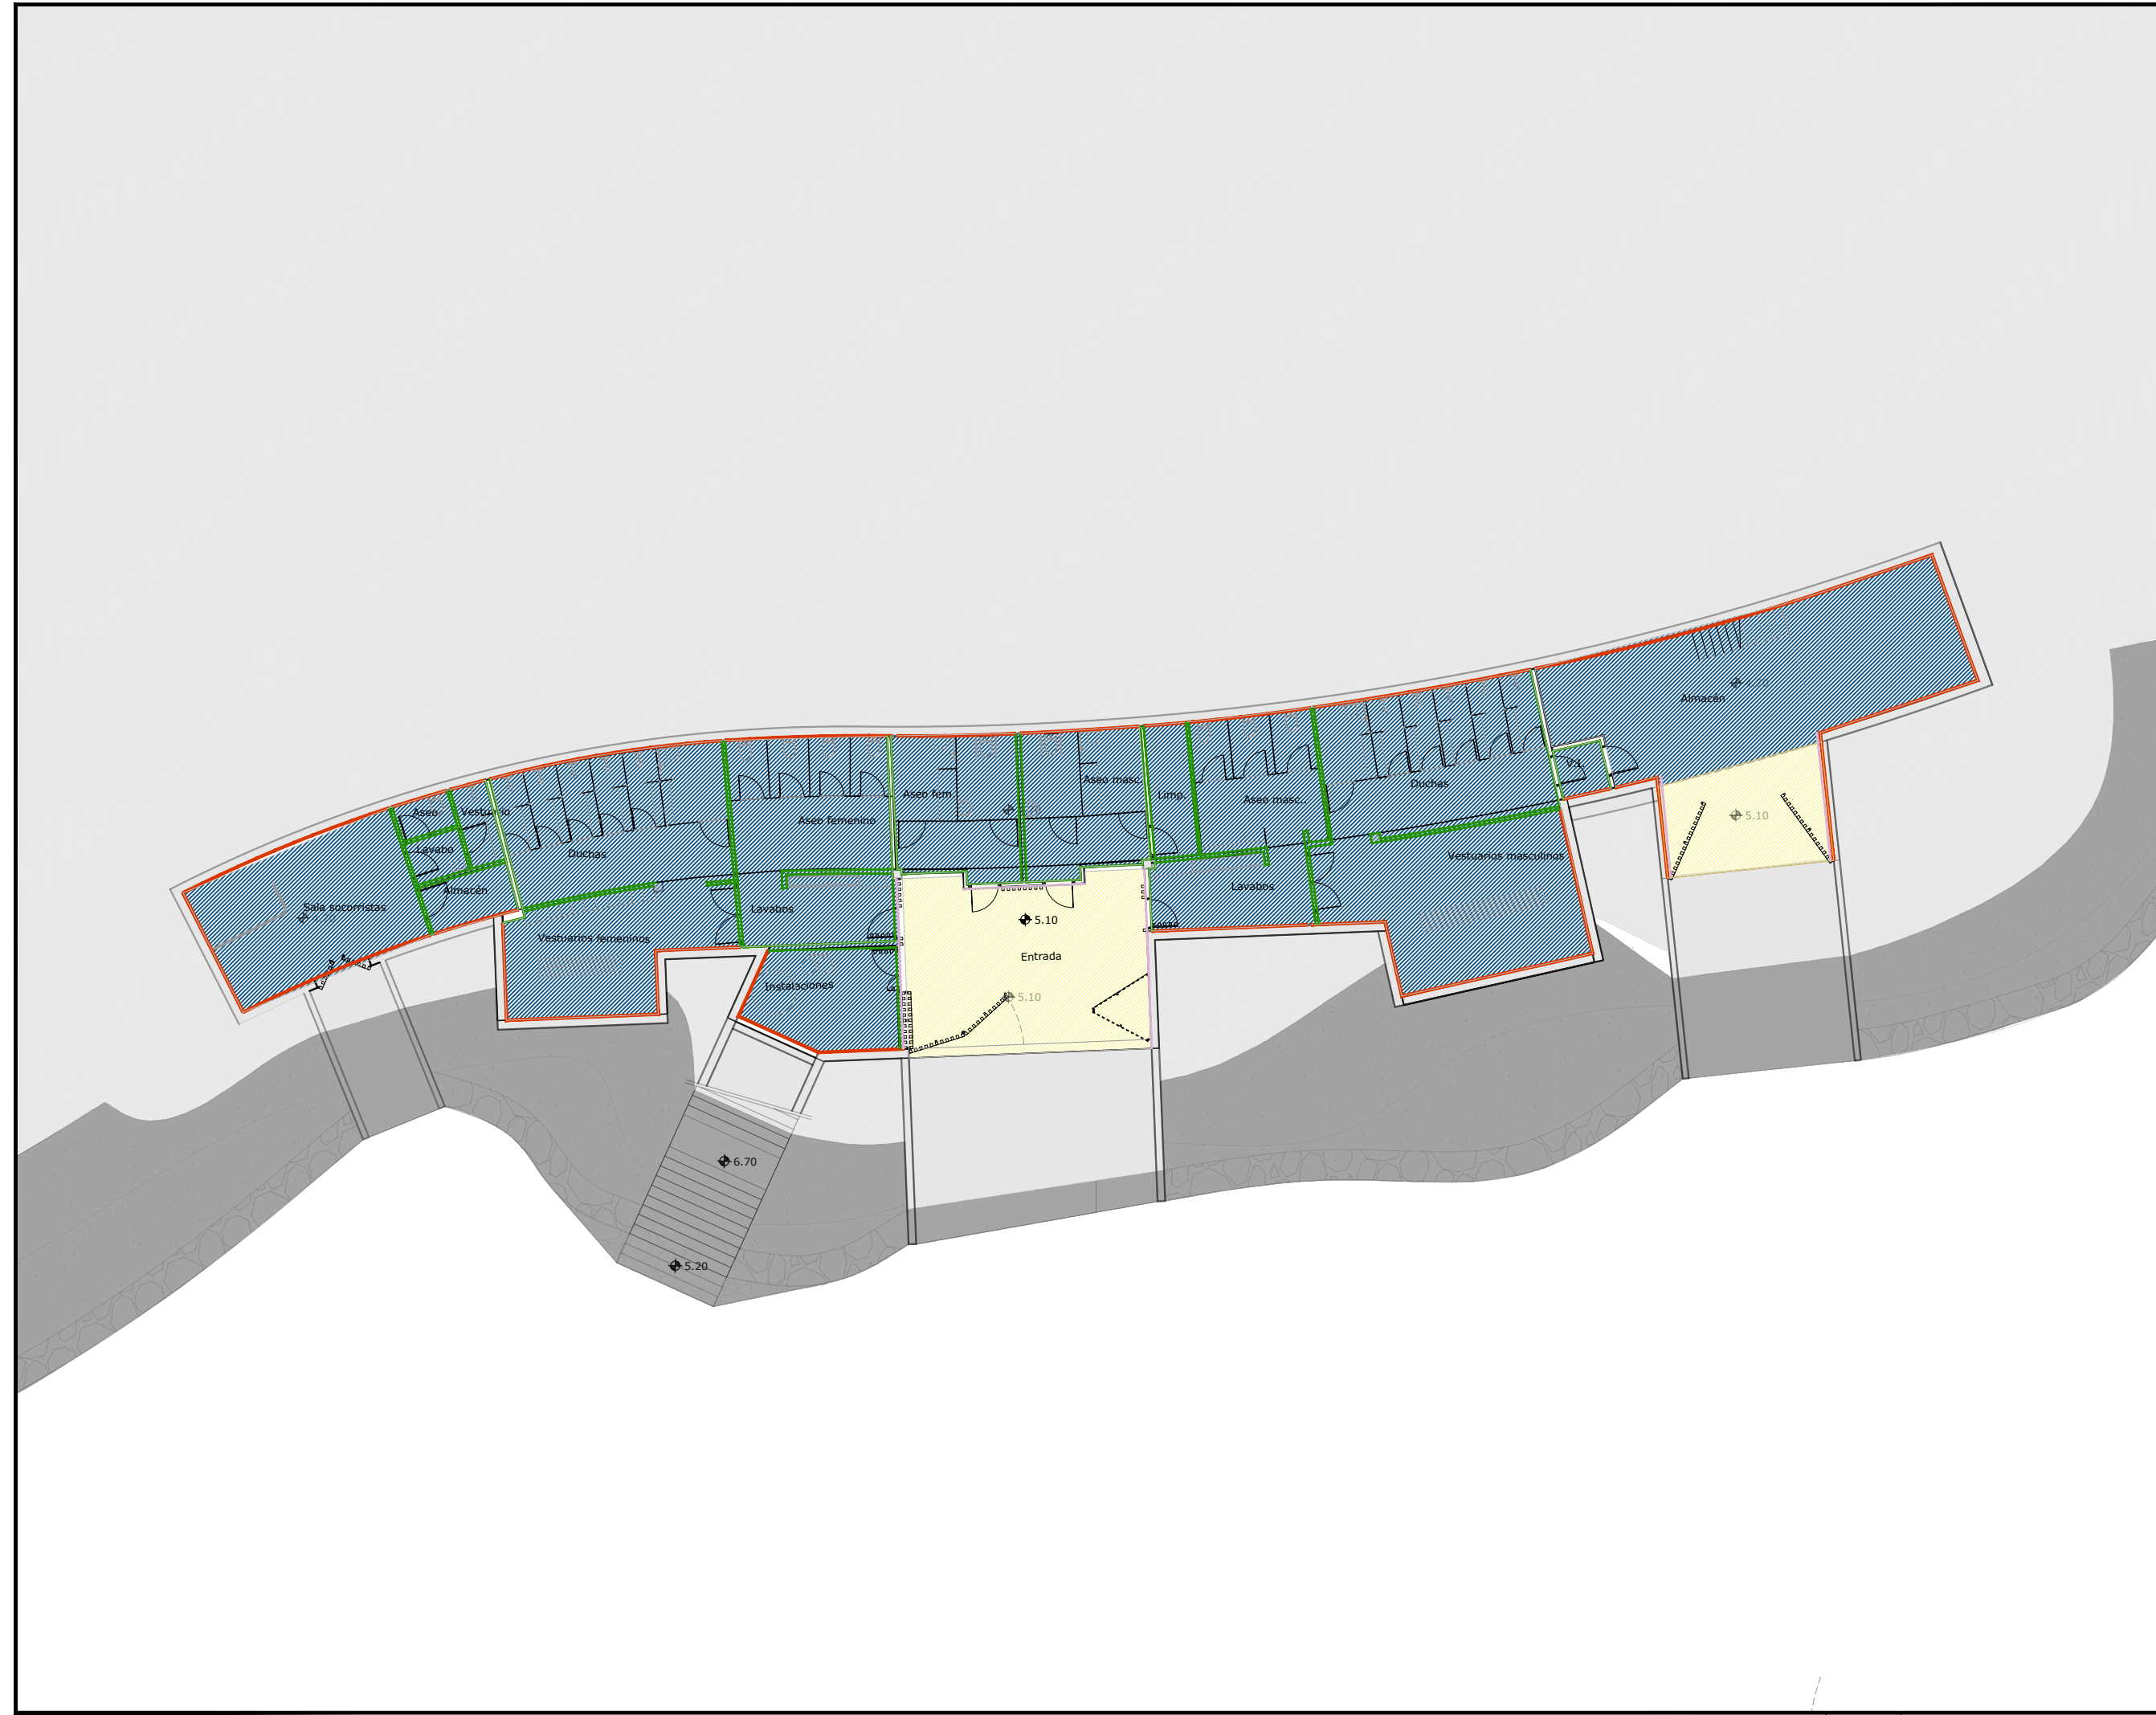 Almacén
Aseo masc.
V.I.
Aseo fem.
Limp.
Duchas
Aseo masc.
Aseo
Vestuario
5.10
Aseo femenino
Lavabo
Duchas
Vestuarios masculinos
Almacén
Lavabos
Sala socorristas
Lavabos
5.10
Vestuarios femeninos
Entrada
Instalaciones
5.10
6.70
5.20